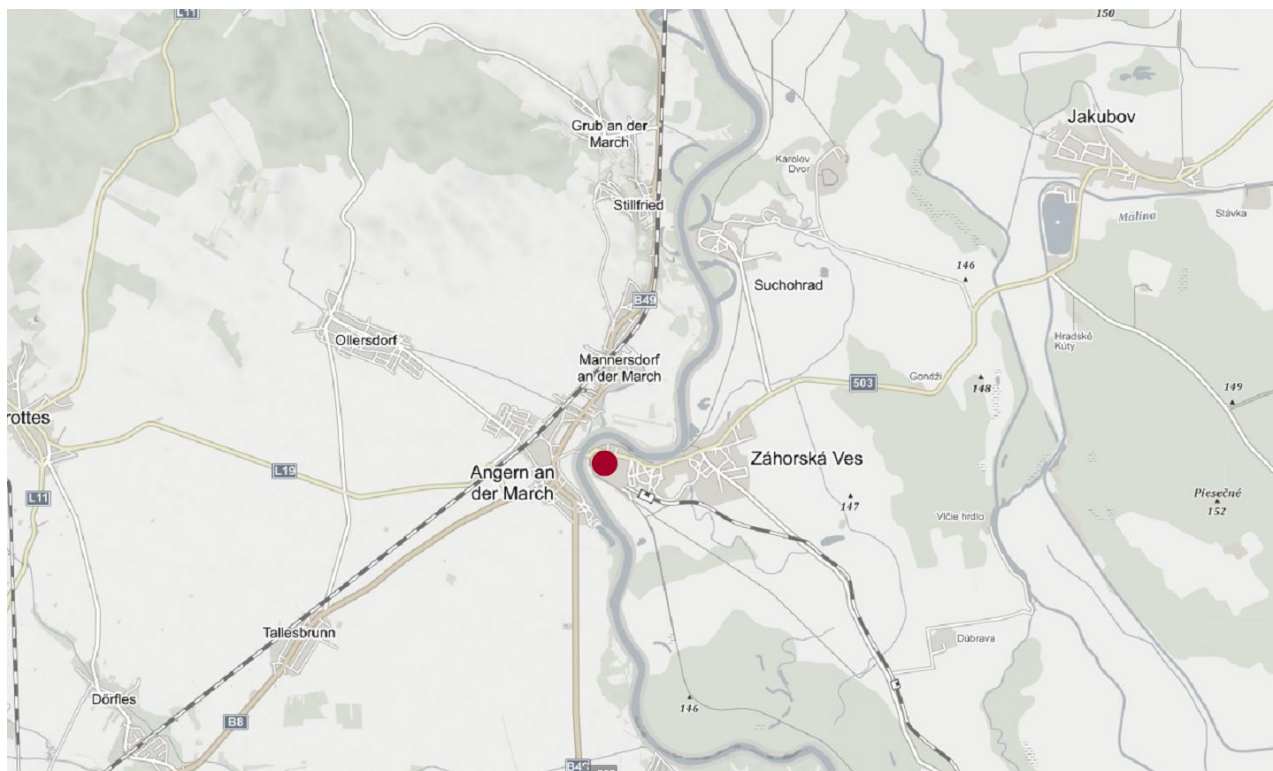 L11
150
Jakubov
Grub an der
March
Karolov
Dvor
Stillfried
Malina
Stávka
146
Suchohrad
B49
Ollersdorf
Hradské
Kúty
Mannersdorf
an der March
Gondži
503
148
149
rottes
Záhorská Ves
L19
Angern an
der March
L11
147
Piesečné
152
Vlčie hrdlo
Tallesbrunn
Dúbrava
Dörfles
146
B8
B49